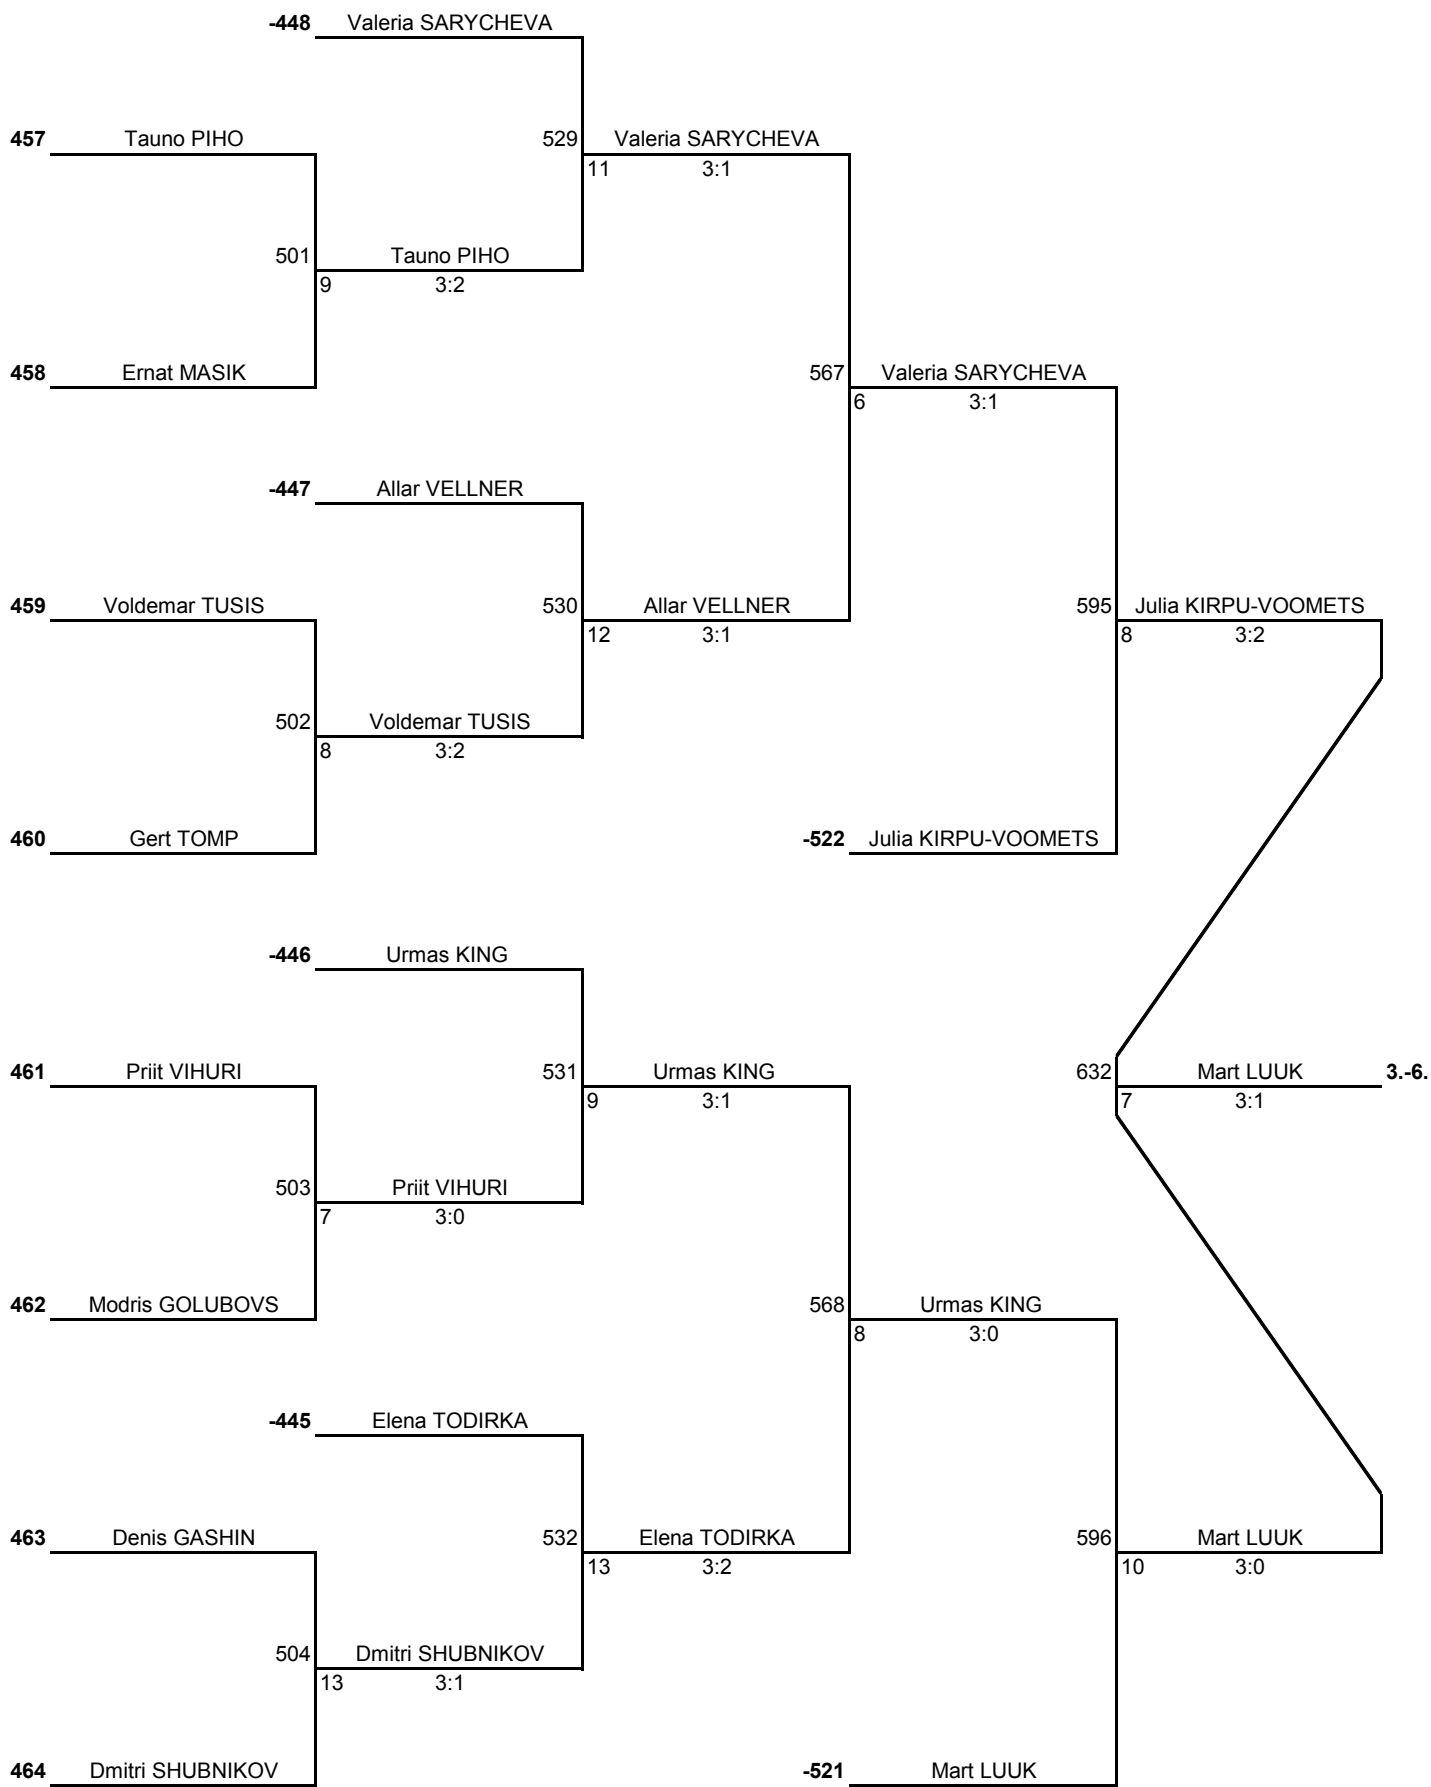 -448 Valeria SARYCHEVA
457 Tauno PIHO 529 Valeria SARYCHEVA
11 3:1
501 Tauno PIHO
9 3:2
458 Ernat MASIK 567 Valeria SARYCHEVA
6 3:1
-447 Allar VELLNER
459 Voldemar TUSIS 530 Allar VELLNER 595 Julia KIRPU-VOOMETS
12 3:1 8 3:2
502 Voldemar TUSIS
8 3:2
460 Gert TOMP -522 Julia KIRPU-VOOMETS
-446 Urmas KING
461 Priit VIHURI 531 Urmas KING 632 Mart LUUK 3.-6.
9 3:1 7 3:1
503 Priit VIHURI
7 3:0
462 Modris GOLUBOVS 568 Urmas KING
8 3:0
-445 Elena TODIRKA
463 Denis GASHIN 532 Elena TODIRKA 596 Mart LUUK
13 3:2 10 3:0
504 Dmitri SHUBNIKOV
13 3:1
464 Dmitri SHUBNIKOV -521 Mart LUUK